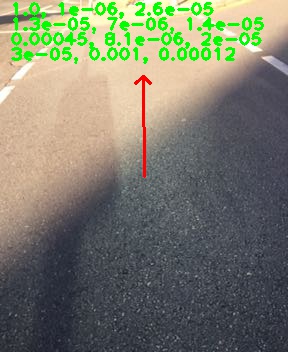 1.0, 1e-06, 2.6e-05
1.3e-05, 7e-06, 1.4e-05
0.00045, 8.1e-06, 2e-05
3e-05, 0.001, 0.00012